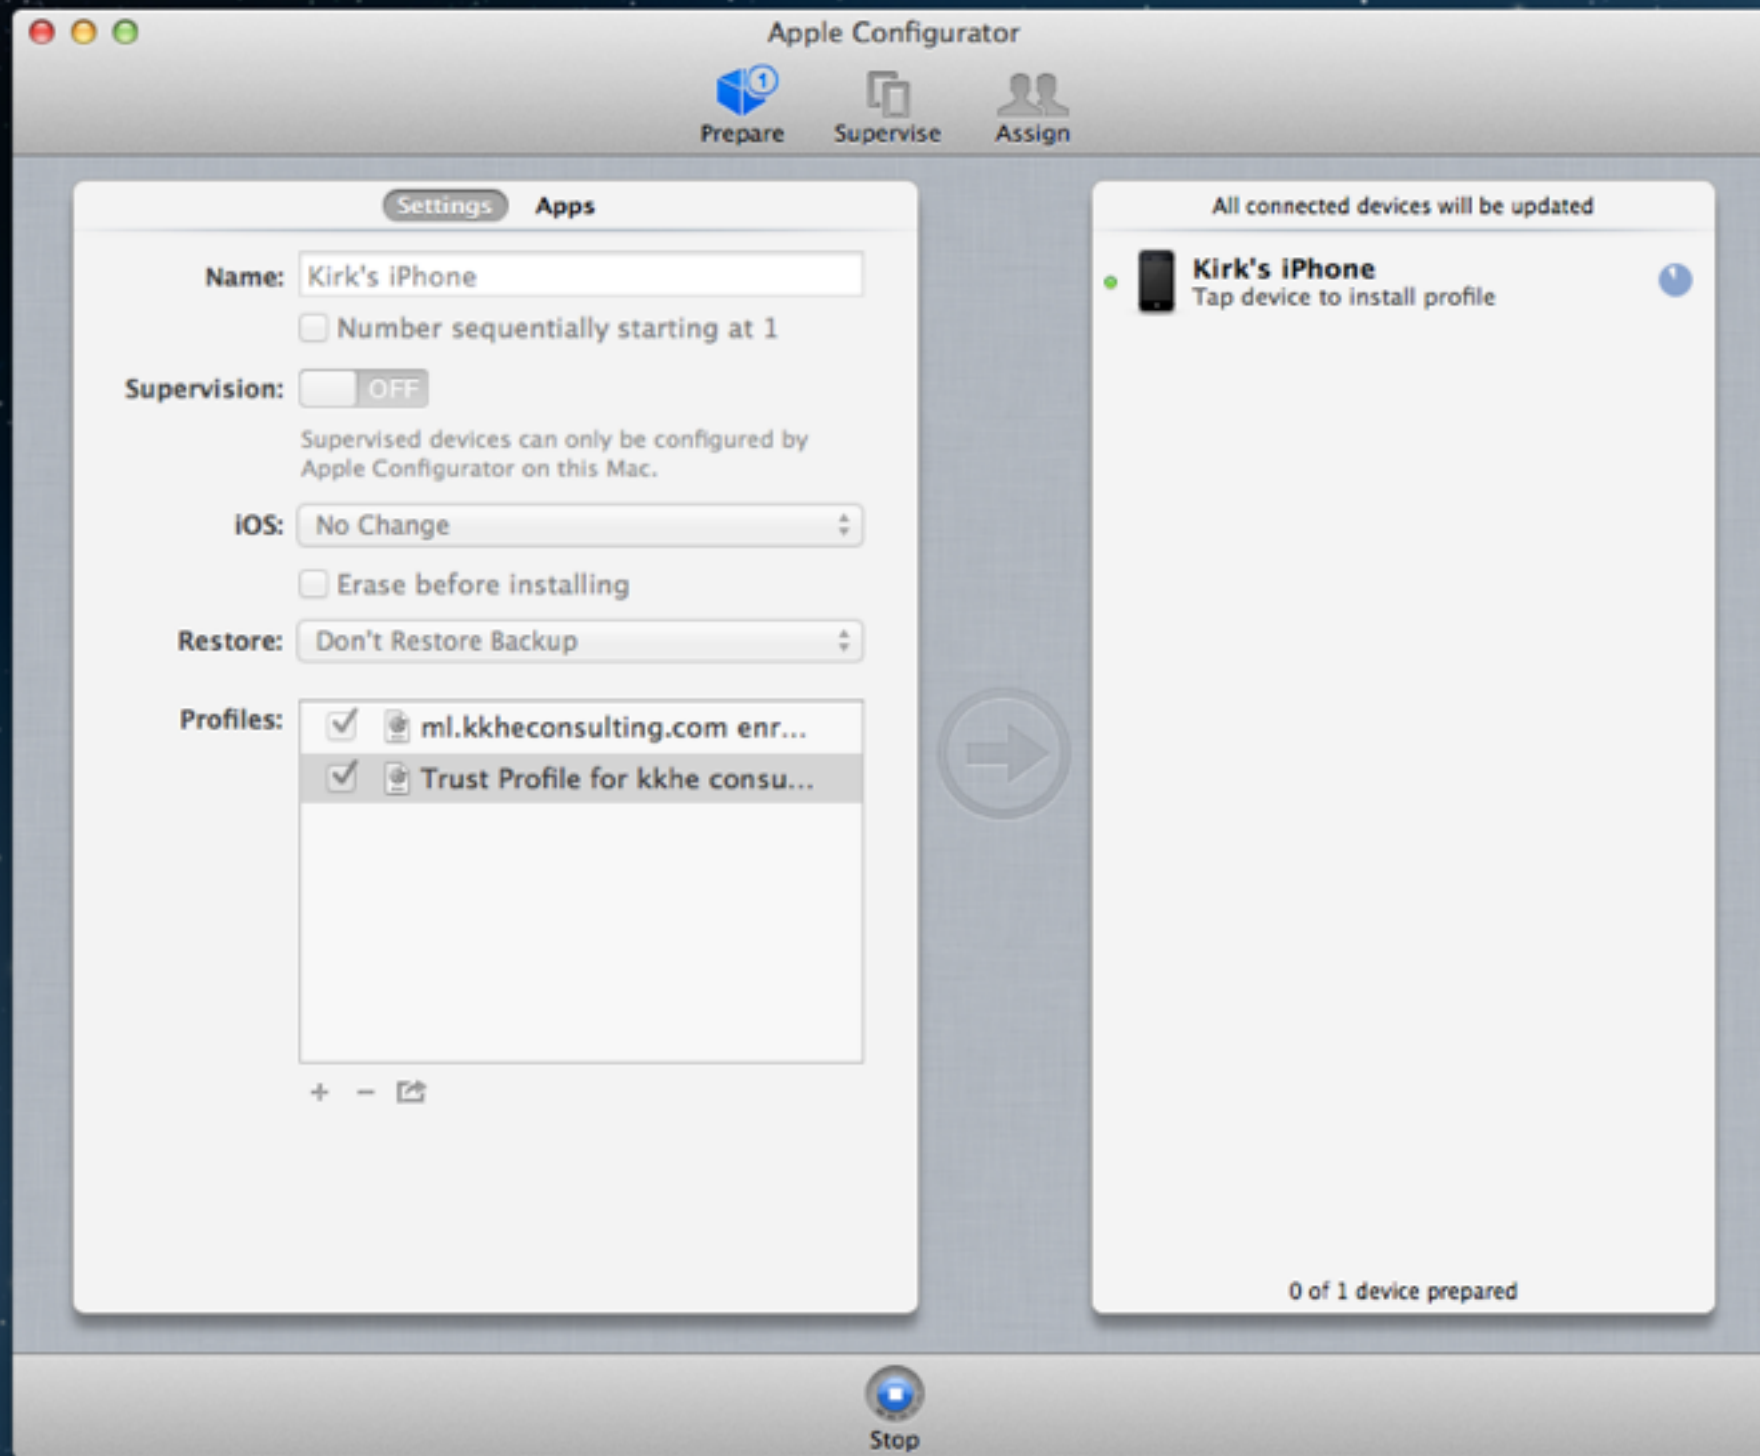 Apple Configurator
1
Prepare
Supervise
Assign
Settings
Apps
Name:
Kirk's iPhone
Number sequentially starting at 1
Supervision:
OFF
Supervised devices can only be configured by
Apple Configurator on this Mac.
iOS:
No Change
Erase before installing
Restore:
Don't Restore Backup
Profiles:
ml.kkheconsulting.com enr...
Trust Profile for kkhe consu...
All connected devices will be updated
Kirk's iPhone
Tap device to install profile
0 of 1 device prepared
Stop